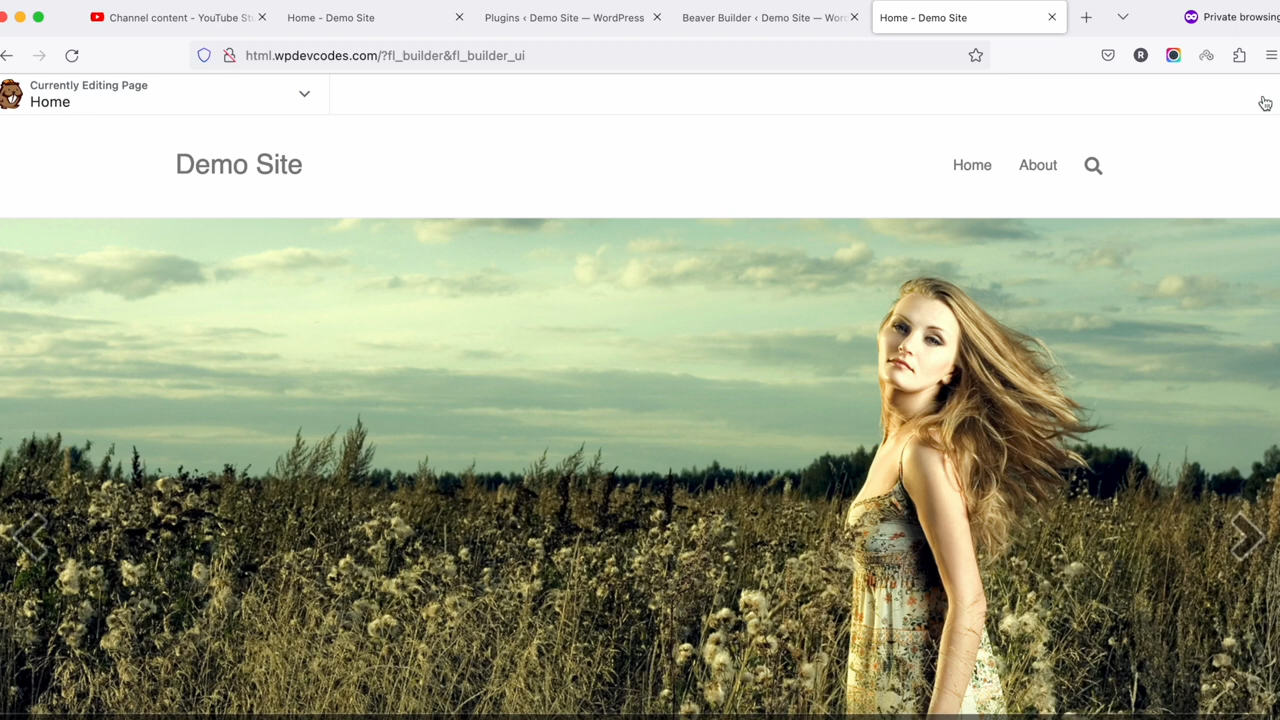 Channel content - YouTube St
Home - Demo Site
Plugins ‹ Demo Site — WordPress
Beaver Builder ‹ Demo Site — Wor
Home - Demo Site
Private browsing
html.wpdevcodes.com/?fl_builder&fl_builder_ui
R
Currently Editing Page
Home
Demo Site
Home
About